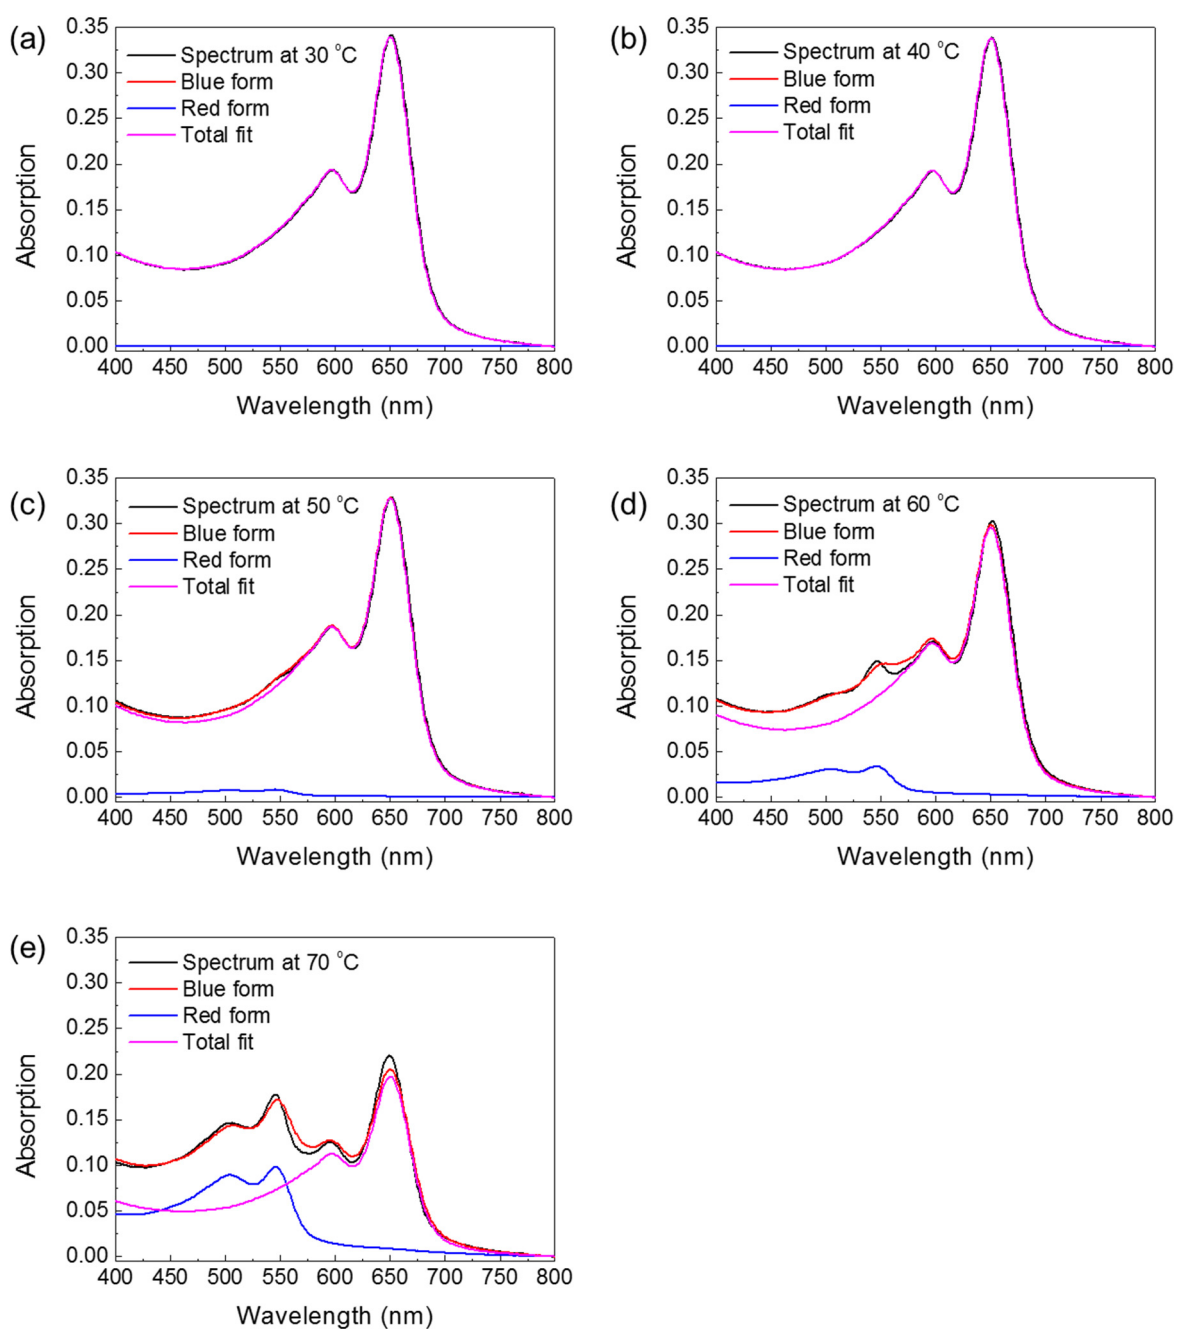 (a)
0.35
0.30
0.25
0.20
0.15
0.10
0.05
0.00
Absorption
Spectrum at 30 °C
Blue form
Red form
Total fit
400 450 500 550 600 650 700 750 800
Wavelength (nm)
(b)
0.35
0.30
0.25
0.20
0.15
0.10
0.05
0.00
Absorption
Spectrum at 40 °C
Blue form
Red form
Total fit
400 450 500 550 600 650 700 750 800
Wavelength (nm)
(c)
0.35
0.30
0.25
0.20
0.15
0.10
0.05
0.00
Absorption
Spectrum at 50 °C
Blue form
Red form
Total fit
400 450 500 550 600 650 700 750 800
Wavelength (nm)
(d)
0.35
0.30
0.25
0.20
0.15
0.10
0.05
0.00
Absorption
Spectrum at 60 °C
Blue form
Red form
Total fit
400 450 500 550 600 650 700 750 800
Wavelength (nm)
(e)
0.35
0.30
0.25
0.20
0.15
0.10
0.05
0.00
Absorption
Spectrum at 70 °C
Blue form
Red form
Total fit
400 450 500 550 600 650 700 750 800
Wavelength (nm)